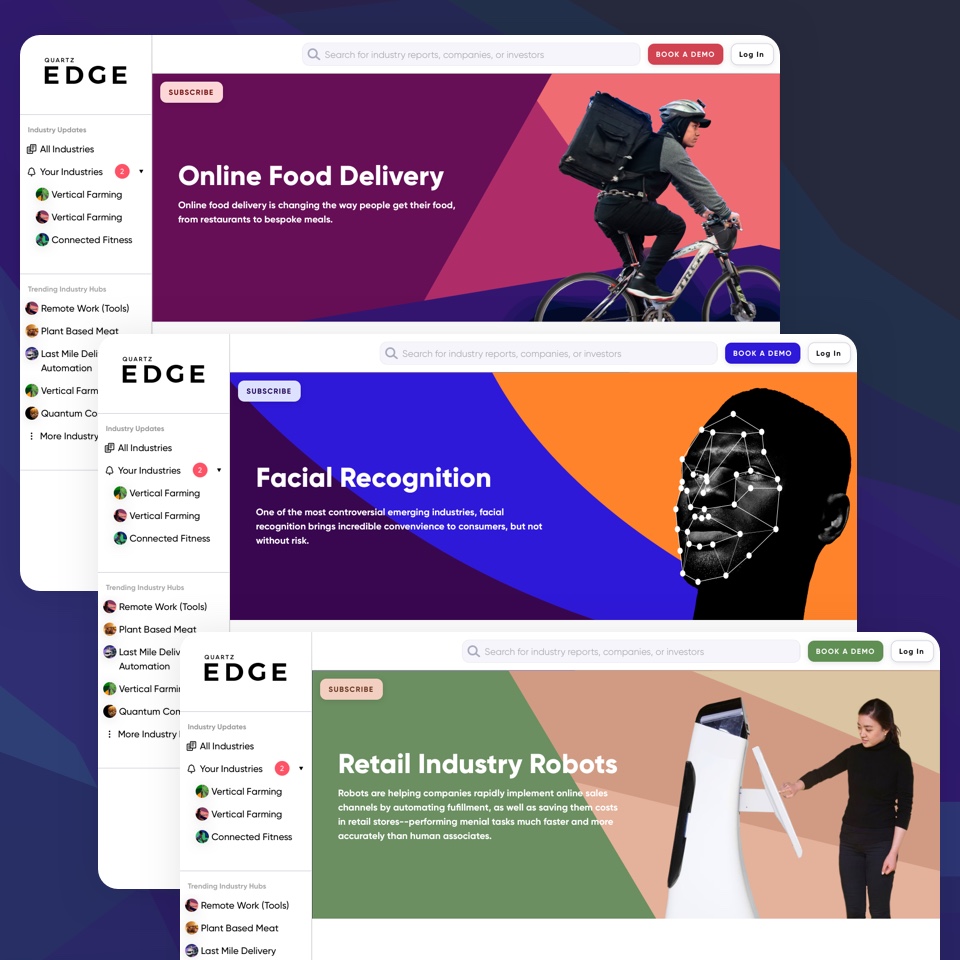 QUARTZ
EDGE
Search for industry reports, companies, or investors
BOOK A DEMO
Log In
SUBSCRIBE
Industry Updates
All Industries
Your Industries 2
Vertical Farming
Vertical Farming
Connected Fitness
Online Food Delivery
Online food delivery is changing the way people get their food,
from restaurants to bespoke meals.
TREK
Trending Industry Hubs
Remote Work (Tools)
Plant Based Meat
Last Mile Deli
Automation
Vertical Farm
Quantum Co
More Industry
QUARTZ
EDGE
Search for industry reports, companies, or investors
BOOK A DEMO
Log In
SUBSCRIBE
Industry Updates
All Industries
Your Industries 2
Vertical Farming
Vertical Farming
Connected Fitness
Facial Recognition
One of the most controversial emerging industries, facial
recognition brings incredible convenience to consumers, but not
without risk.
Trending Industry Hubs
Remote Work (Tools)
Plant Based Meat
Last Mile Deliv
Automation
Vertical Farmi
Quantum Com
More Industry
QUARTZ
EDGE
Search for industry reports, companies, or investors
BOOK A DEMO
Log In
SUBSCRIBE
Industry Updates
All Industries
Your Industries 2
Vertical Farming
Vertical Farming
Connected Fitness
Retail Industry Robots
Robots are helping companies rapidly implement online sales
channels by automating fufillment, as well as saving them costs
in retail stores--performing menial tasks much faster and more
accurately than human associates.
Trending Industry Hubs
Remote Work (Tools)
Plant Based Meat
Last Mile Delivery